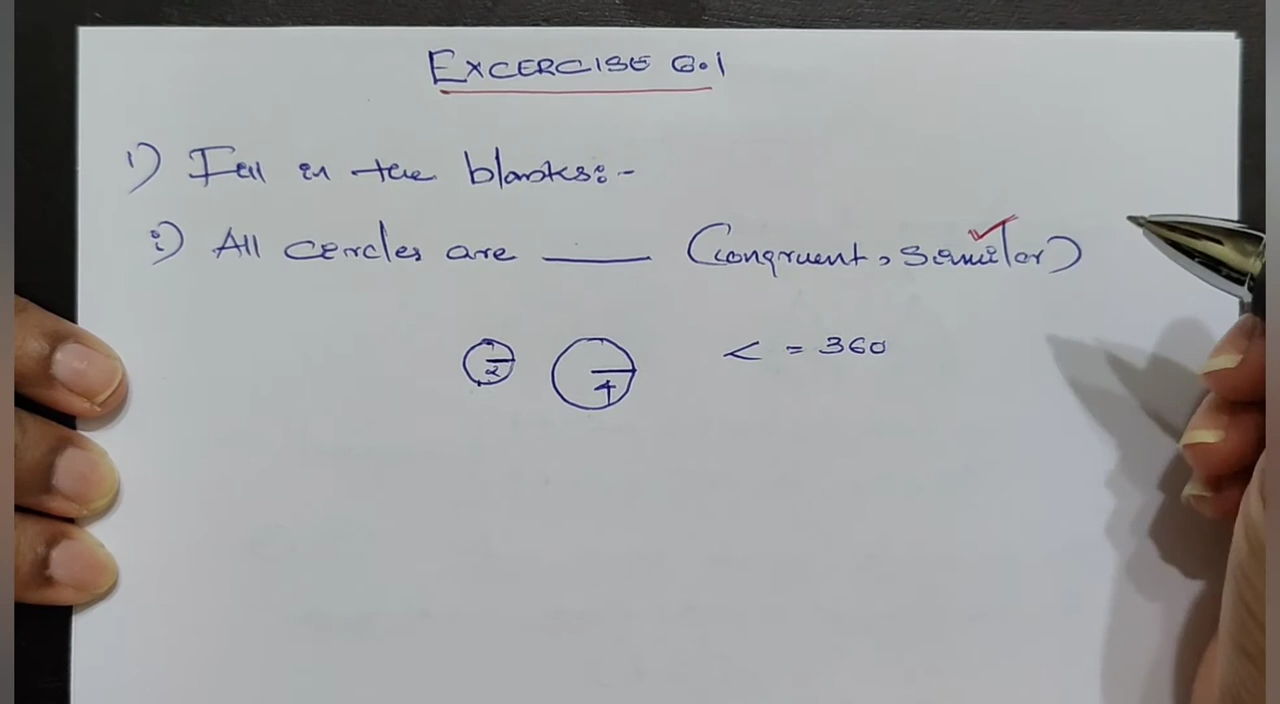 EXCERCISE 6.1
1) Fill in the blanks:-
i) All circles are ____ (congruent, similar)
2 4 < = 360